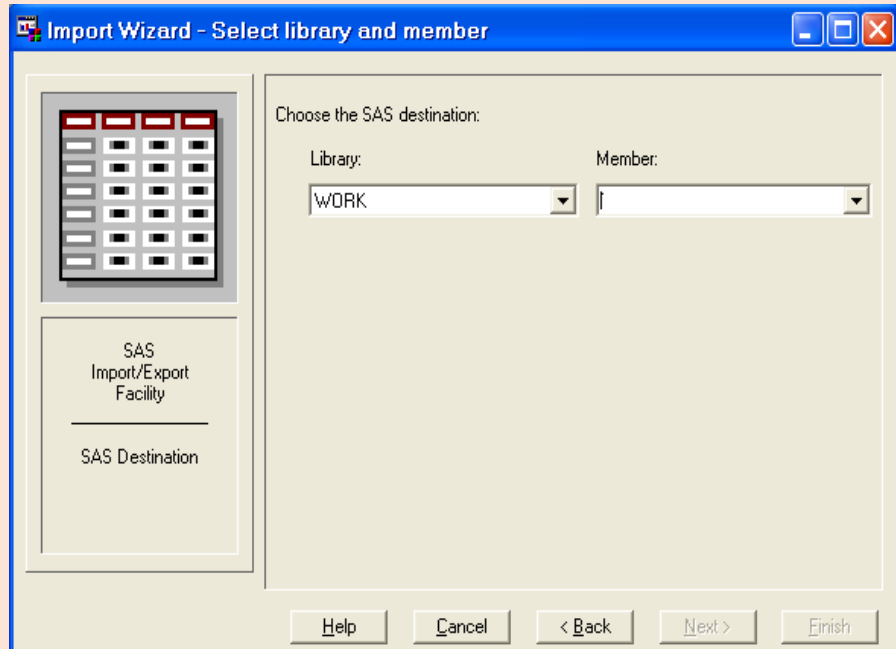 Import Wizard - Select library and member
Choose the SAS destination:
Library:
Member:
WORK
SAS
Import/Export
Facility
SAS Destination
Help
Cancel
< Back
Next >
Finish